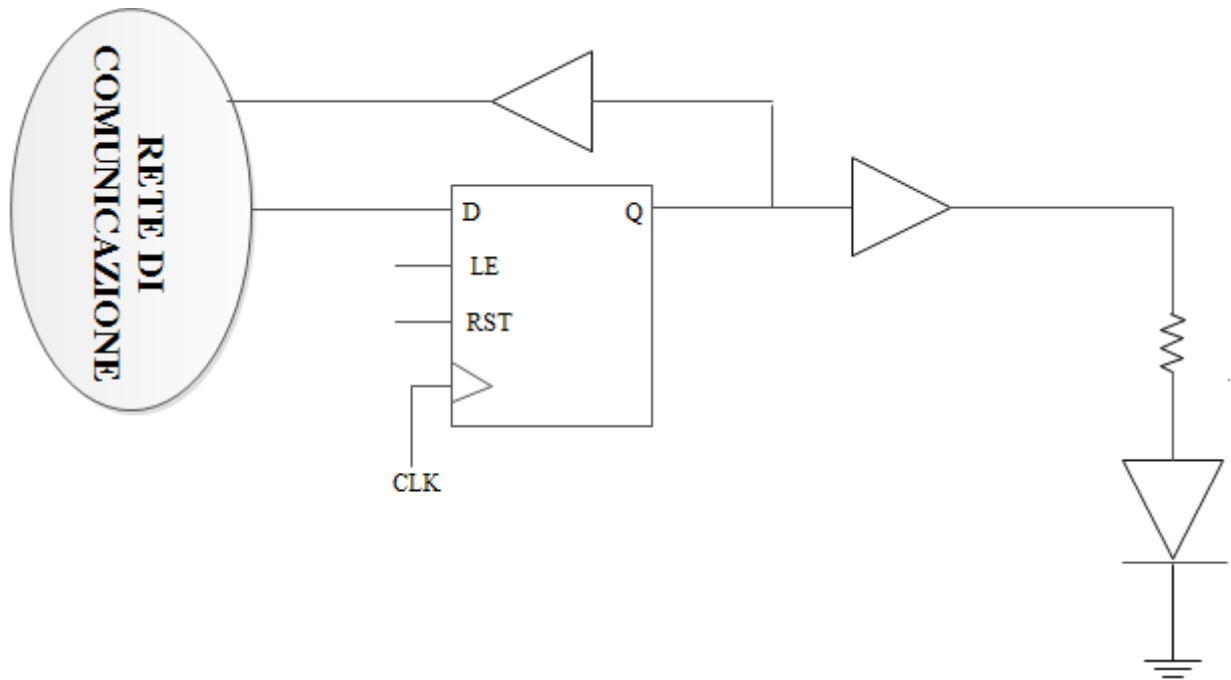 RETE DI
COMUNICAZIONE
D
Q
LE
RST
CLK